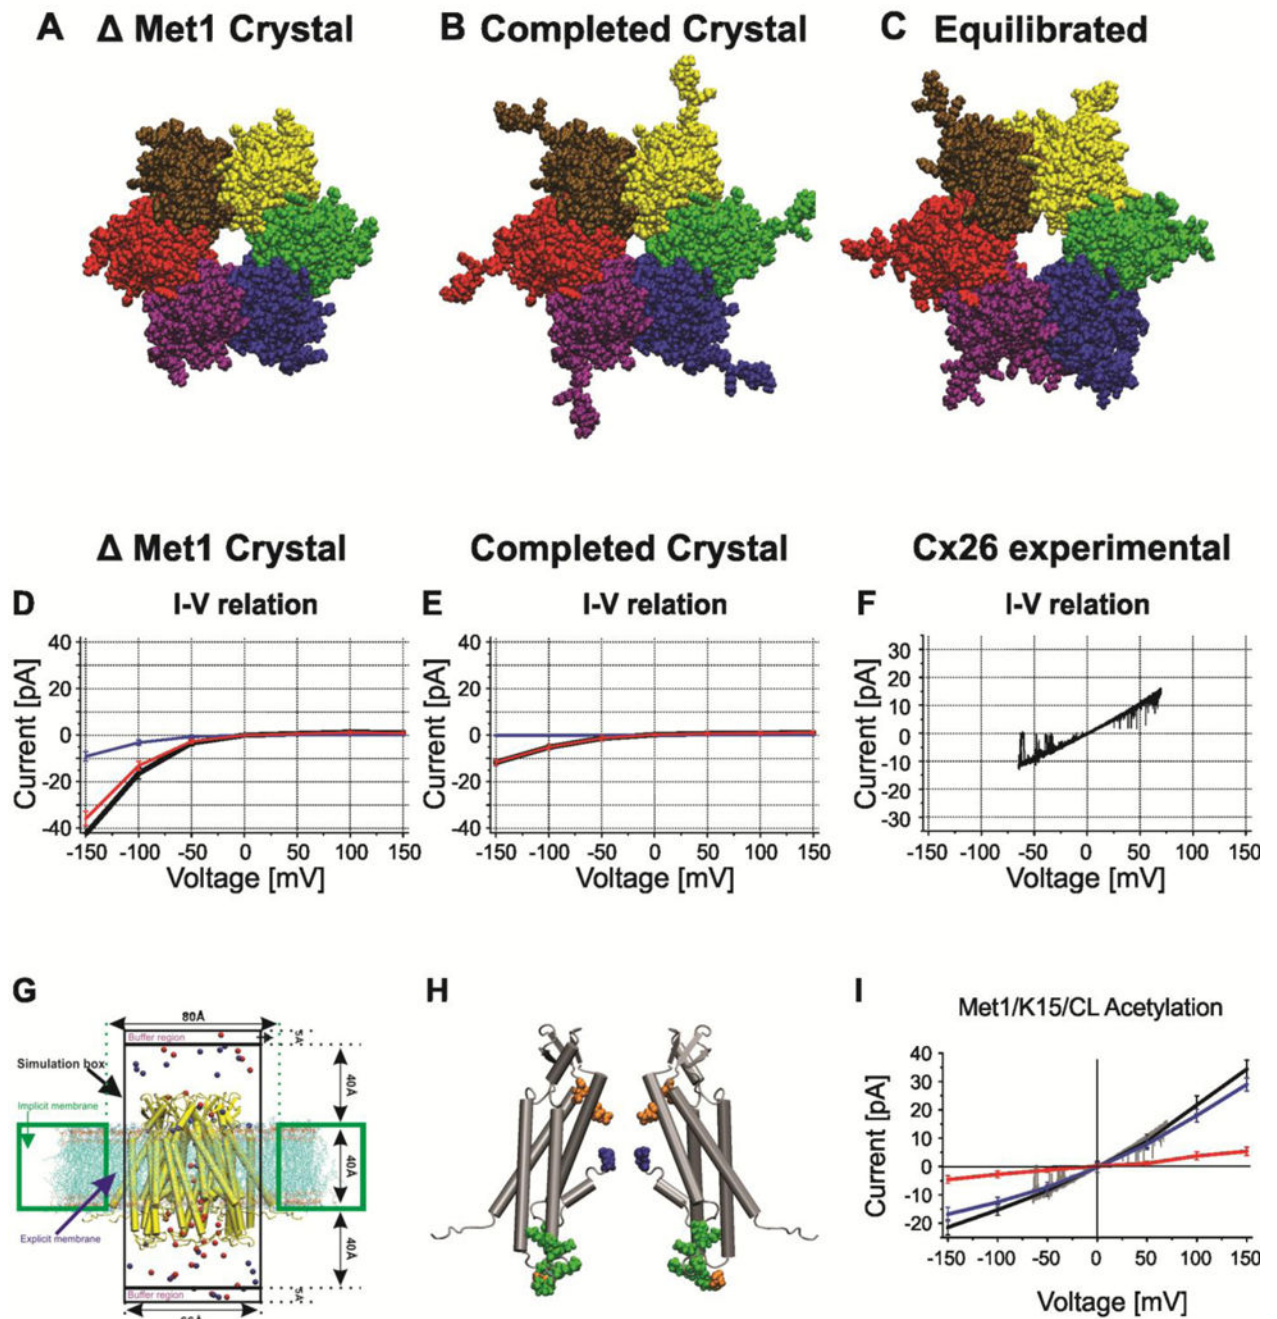 A Δ Met1 Crystal
B Completed Crystal
C Equilibrated
Δ Met1 Crystal
Completed Crystal
Cx26 experimental
D I-V relation
E I-V relation
F I-V relation
Current [pA]
40
20
0
-20
-40
-150 -100 -50 0 50 100 150
Voltage [mV]
Current [pA]
40
20
0
-20
-40
-150 -100 -50 0 50 100 150
Voltage [mV]
Current [pA]
30
20
10
0
-10
-20
-30
-150 -100 -50 0 50 100 150
Voltage [mV]
G
80Å
Buffer region
5Å
Simulation box
40Å
Implicit membrane
40Å
Explicit membrane
40Å
Buffer region
5Å
H
I
Met1/K15/CL Acetylation
Current [pA]
40
30
20
10
0
-10
-20
-150 -100 -50 0 50 100 150
Voltage [mV]